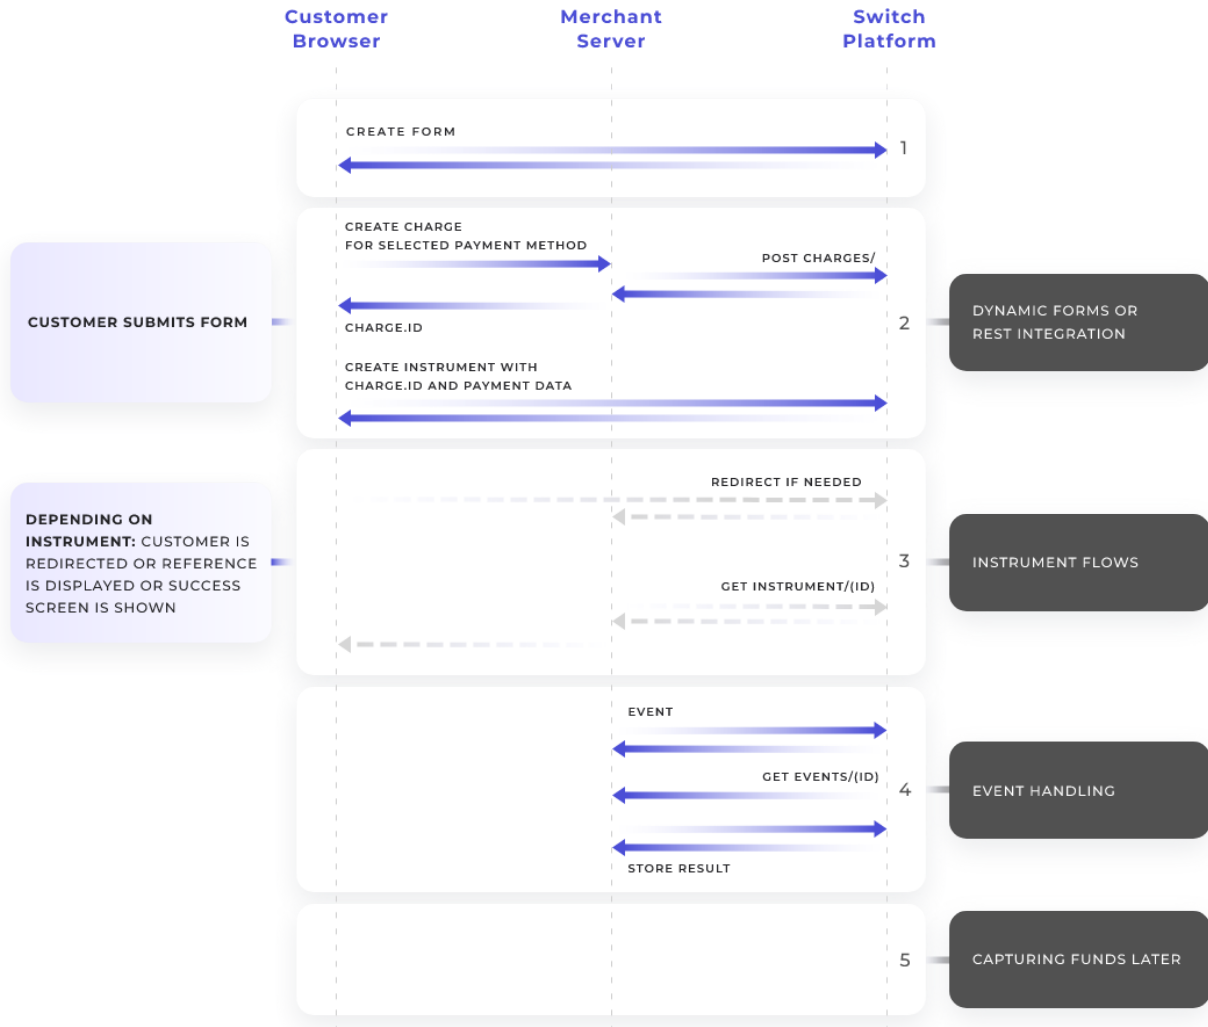 Customer
Browser
Merchant
Server
Switch
Platform
CREATE FORM
1
CREATE CHARGE
FOR SELECTED PAYMENT METHOD
POST CHARGES/
CUSTOMER SUBMITS FORM
CHARGE.ID
2
DYNAMIC FORMS OR
REST INTEGRATION
CREATE INSTRUMENT WITH
CHARGE.ID AND PAYMENT DATA
REDIRECT IF NEEDED
DEPENDING ON
INSTRUMENT: CUSTOMER IS
REDIRECTED OR REFERENCE
IS DISPLAYED OR SUCCESS
SCREEN IS SHOWN
3
INSTRUMENT FLOWS
GET INSTRUMENT/(ID)
EVENT
GET EVENTS/(ID)
4
EVENT HANDLING
STORE RESULT
5
CAPTURING FUNDS LATER